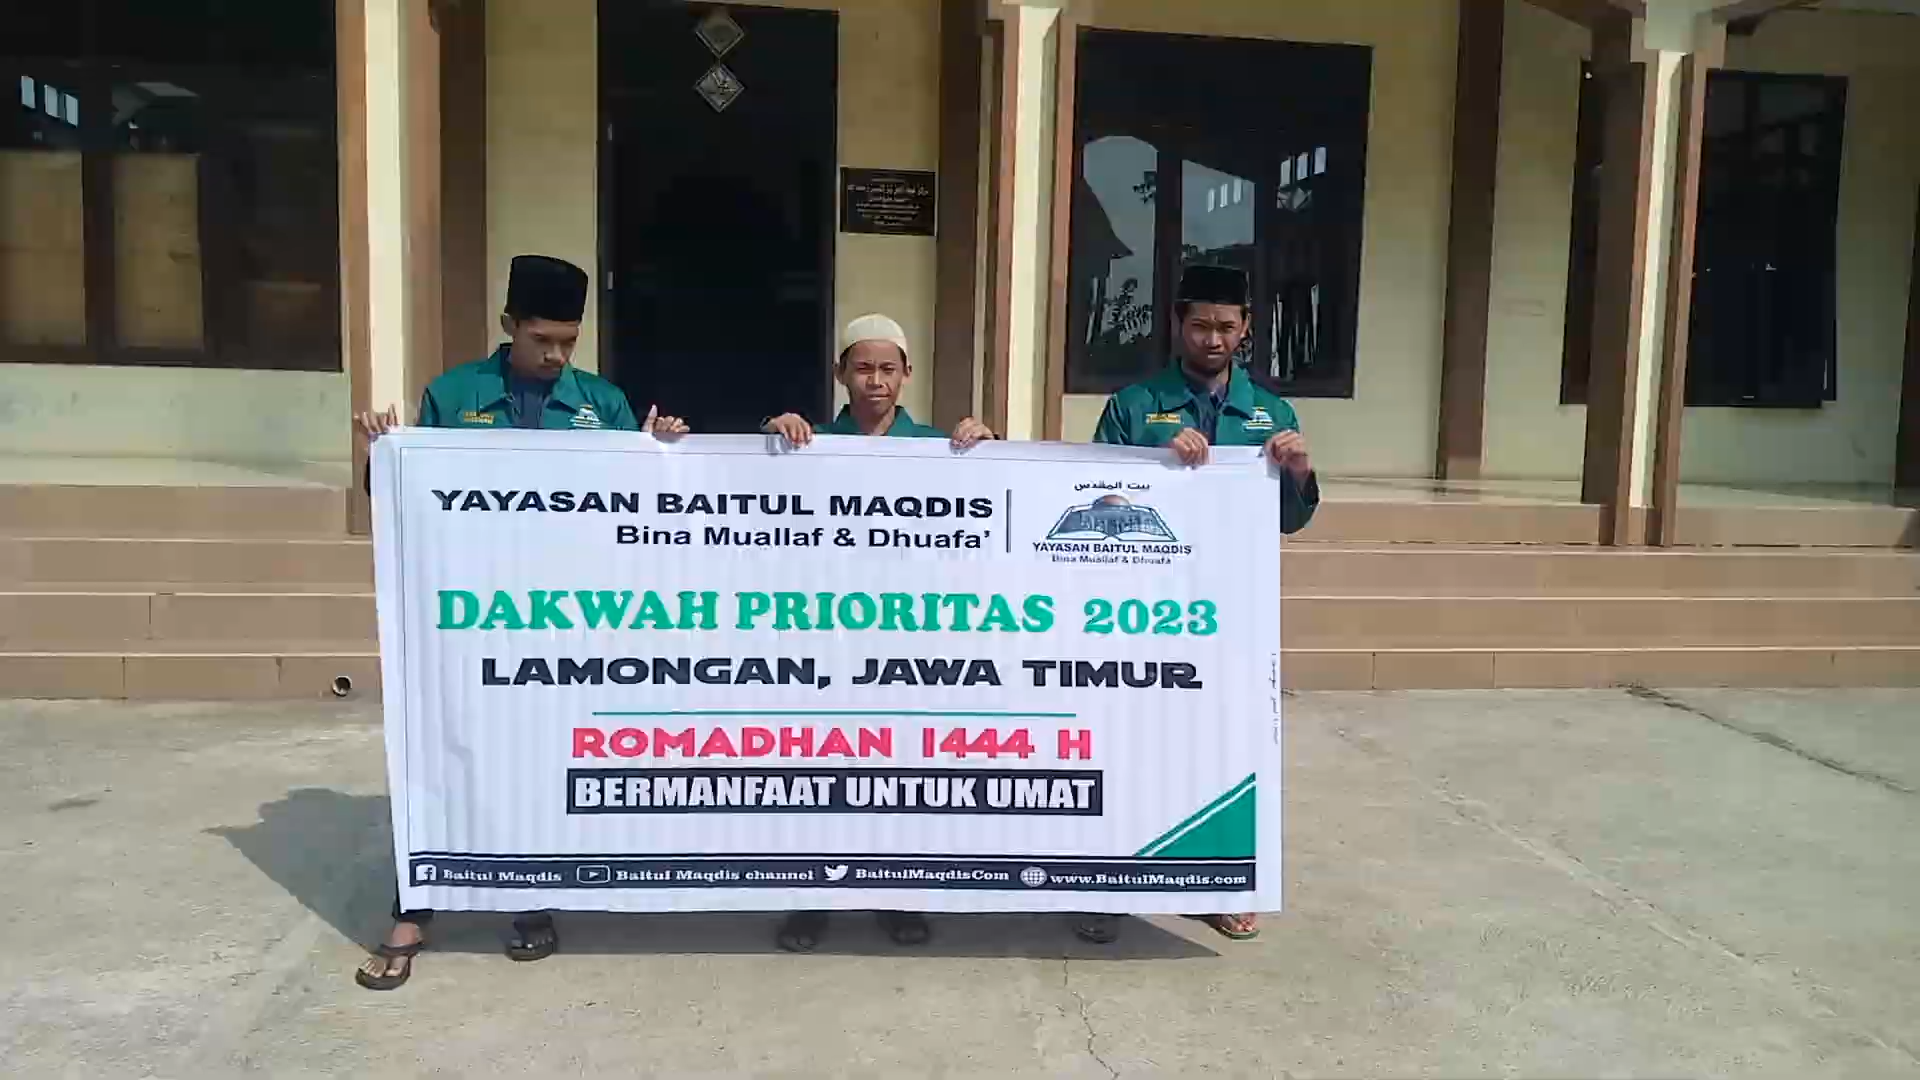 YAYASAN BAITUL MAQDIS
Bina Muallaf & Dhuafa'
بيت المقدس
YAYASAN BAITUL MAQDIS
Bina Muallaf & Dhuafa'
DAKWAH PRIORITAS 2023
LAMONGAN, JAWA TIMUR
ROMADHAN 1444 H
BERMANFAAT UNTUK UMAT
Baitul Maqdis Baitul Maqdis channel BaitulMaqdisCom www.BaitulMaqdis.com